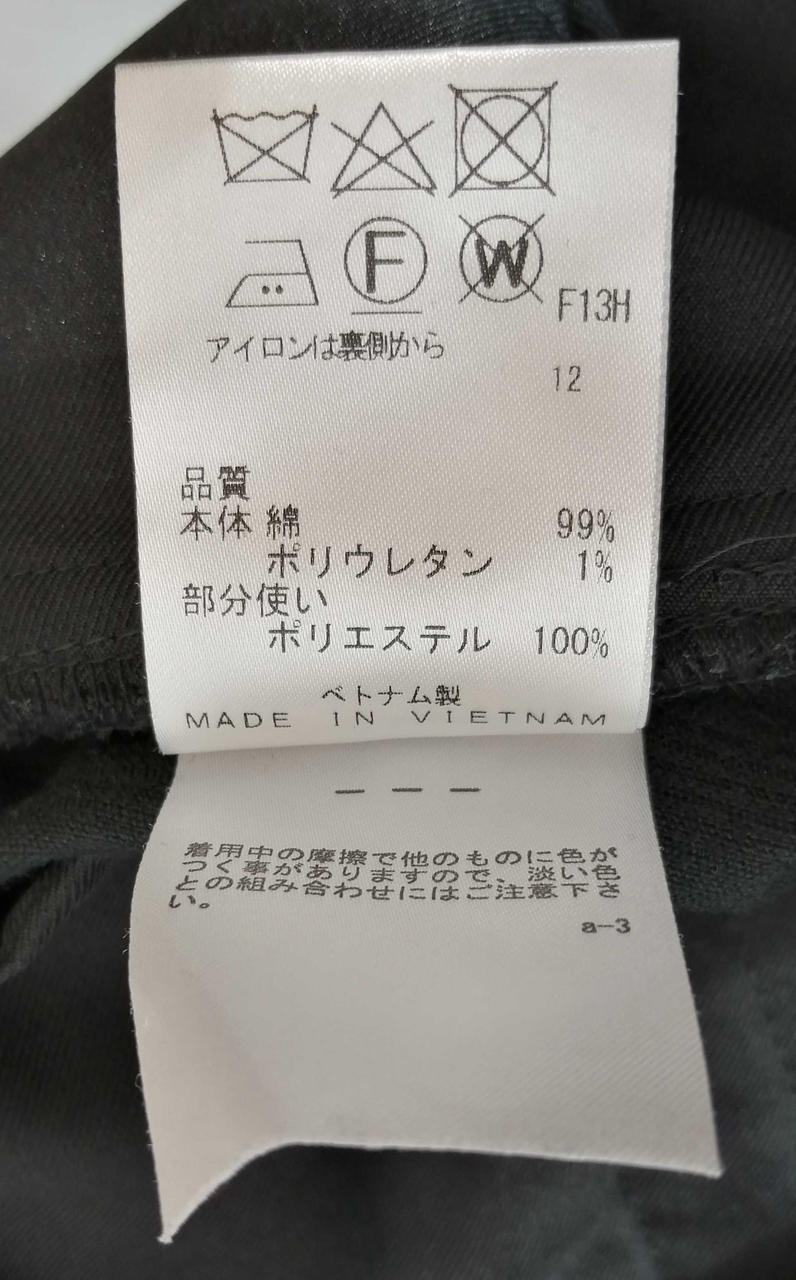 F
W
F13H
アイロンは裏側から
12
品質
本体 綿 99%
ポリウレタン 1%
部分使い
ポリエステル 100%
ベトナム製
MADE IN VIETNAM
― ― ―
着用中の摩擦で他のものに色が
つく事がありますので、淡い色
との組み合わせにはご注意下さ
い。
a-3